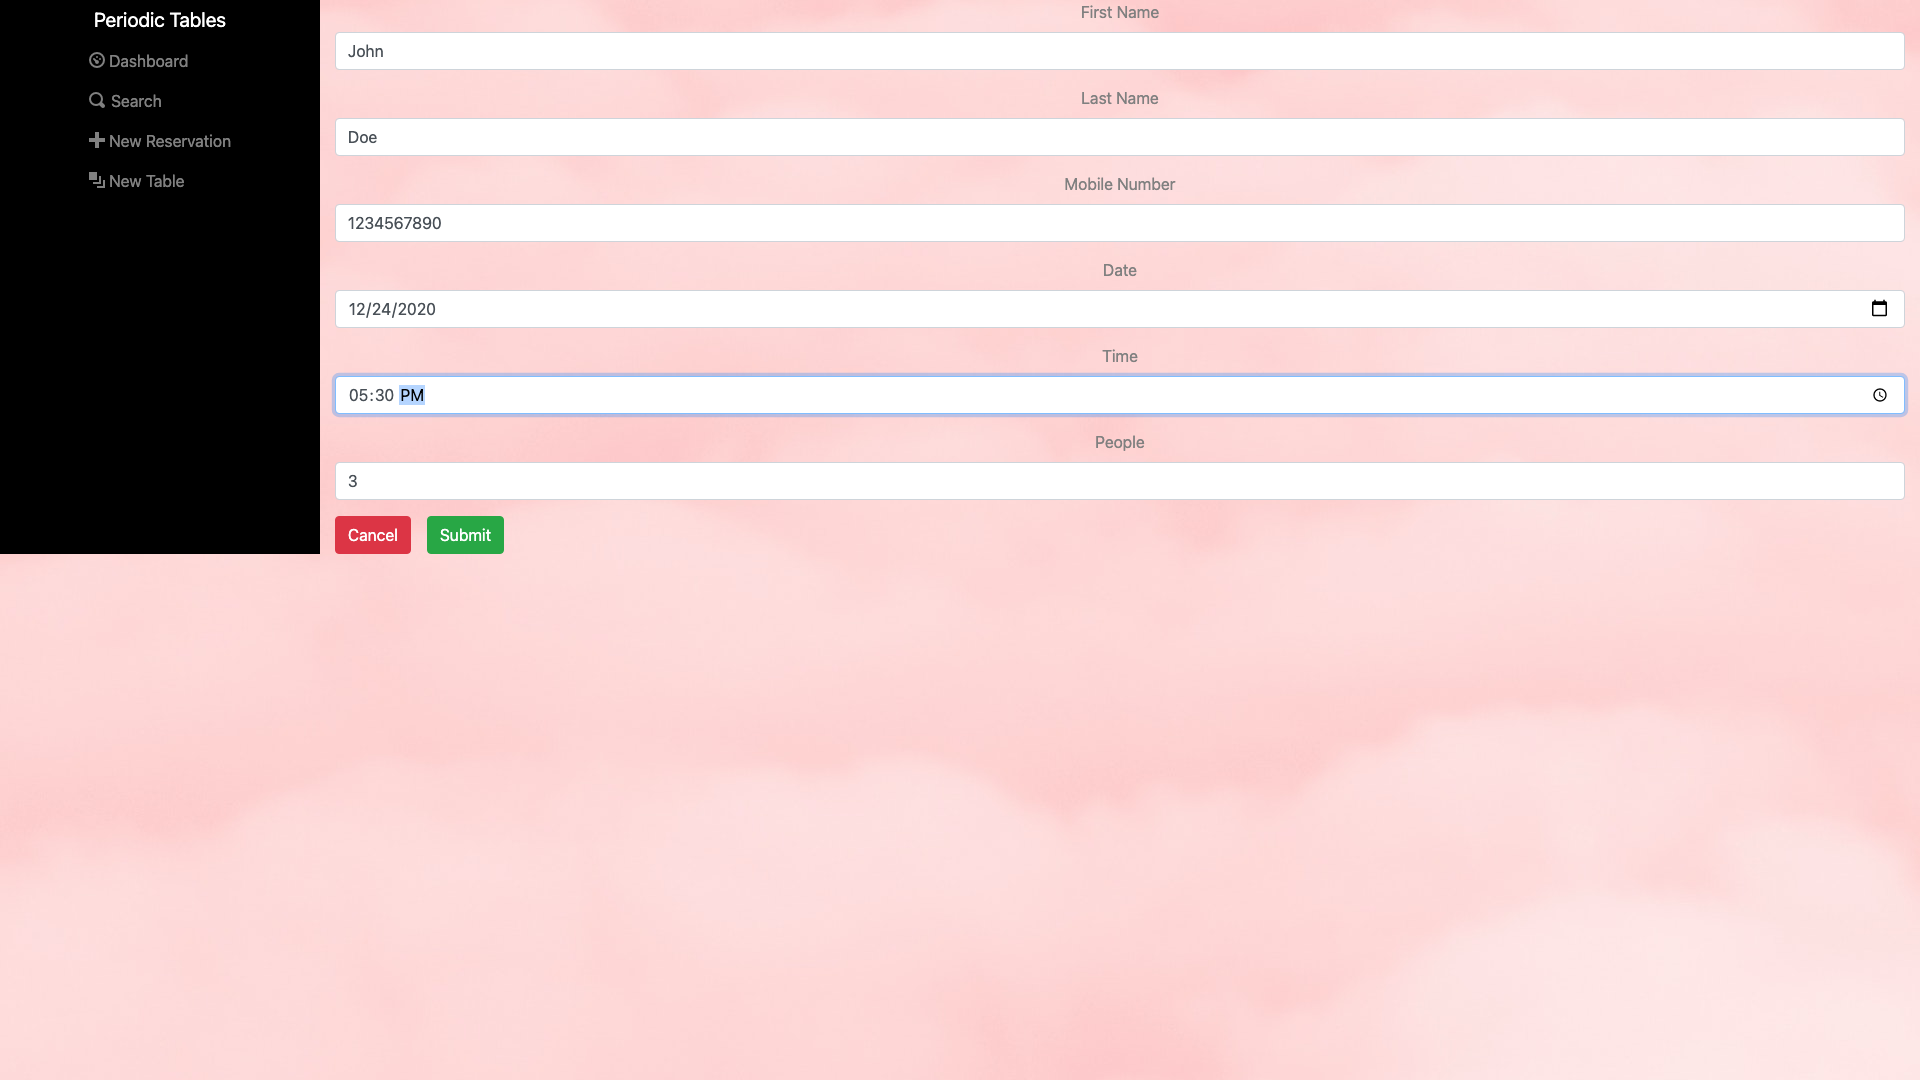 Periodic Tables
Dashboard
Search
New Reservation
New Table
First Name
John
Last Name
Doe
Mobile Number
1234567890
Date
12/24/2020
Time
05:30 PM
People
3
Cancel
Submit